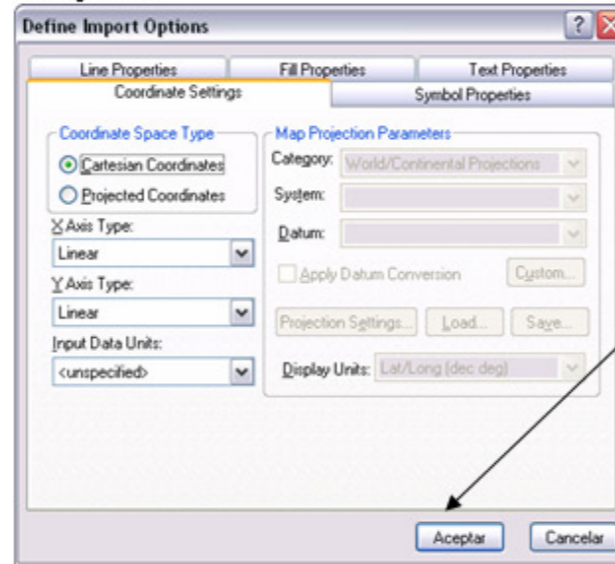 Define Import Options
Line Properties
Fill Properties
Text Properties
Coordinate Settings
Symbol Properties
Coordinate Space Type
Cartesian Coordinates
Projected Coordinates
X Axis Type:
Linear
Y Axis Type:
Linear
Input Data Units:
<unspecified>
Map Projection Parameters
Category: World/Continental Projections
System:
Datum:
Apply Datum Conversion
Custom...
Projection Settings...
Load...
Save...
Display Units: Lat/Long (dec deg)
Aceptar
Cancelar